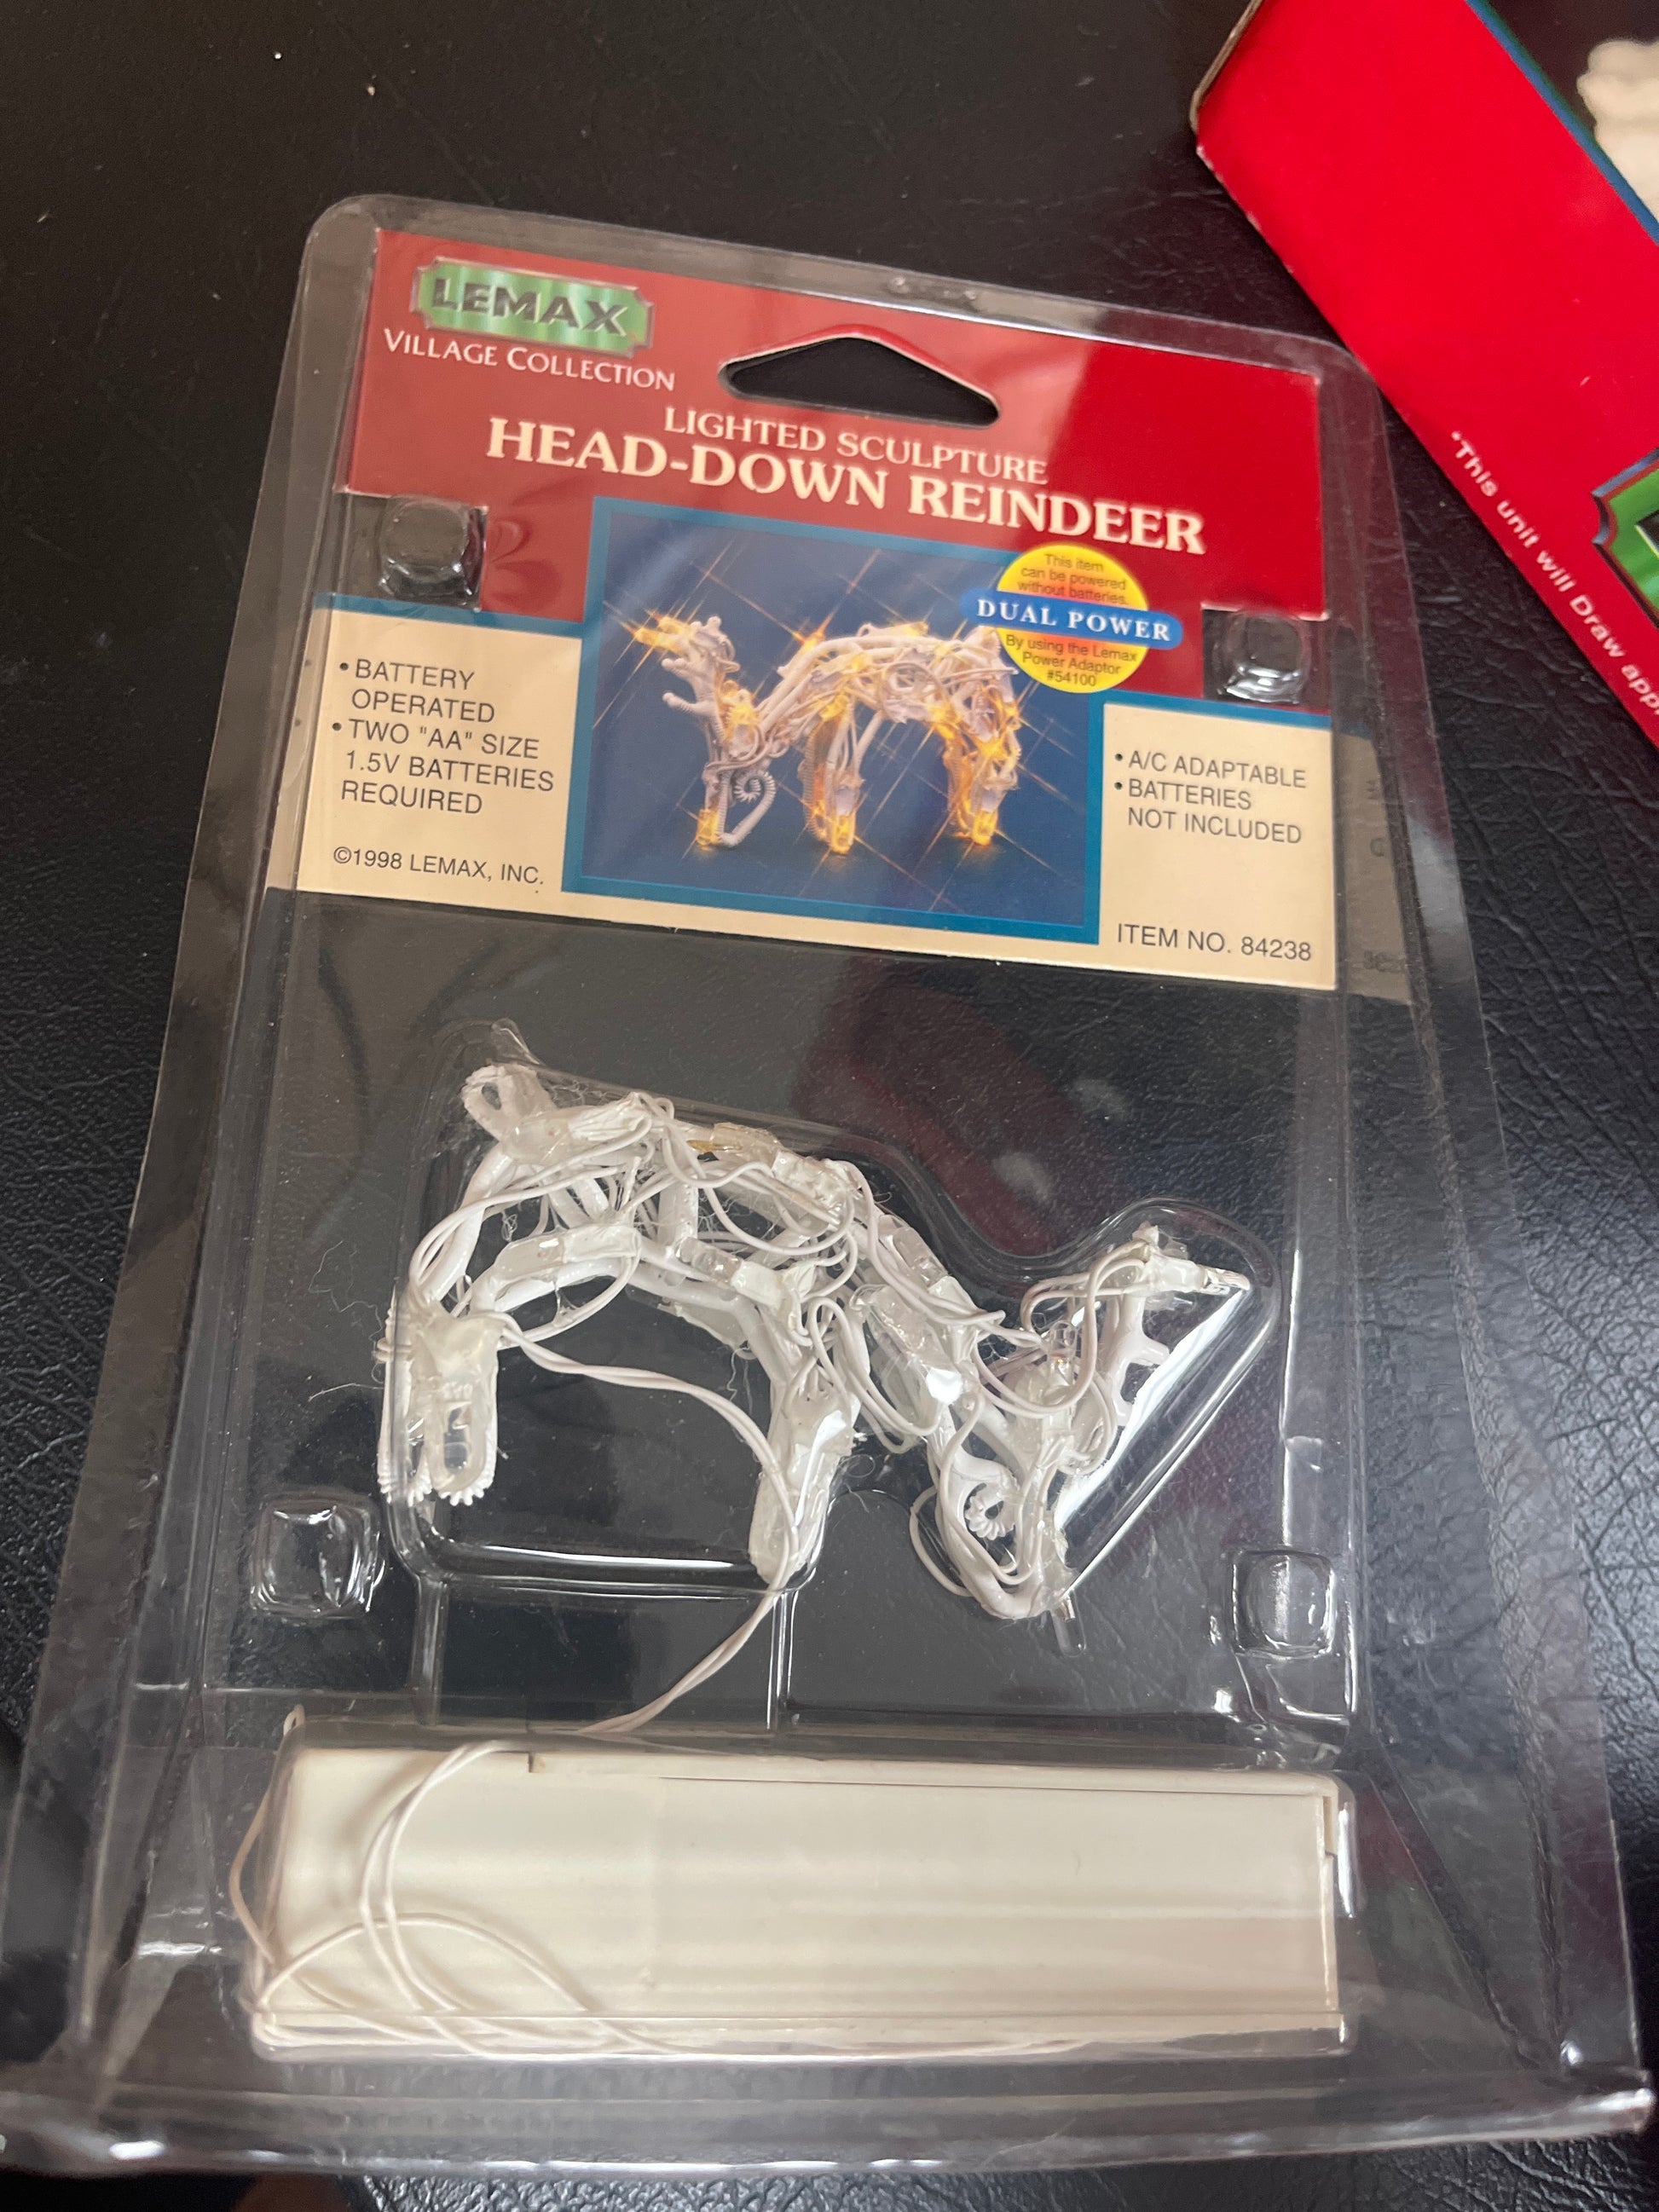 LEMAX
VILLAGE COLLECTION
LIGHTED SCULPTURE
HEAD-DOWN REINDEER
This item
can be powered
without batteries.
DUAL POWER
By using the Lemax
Power Adaptor
#54100
• BATTERY
OPERATED
• TWO "AA" SIZE
1.5V BATTERIES
REQUIRED
©1998 LEMAX, INC.
• A/C ADAPTABLE
• BATTERIES
NOT INCLUDED
ITEM NO. 84238
*This unit will Draw